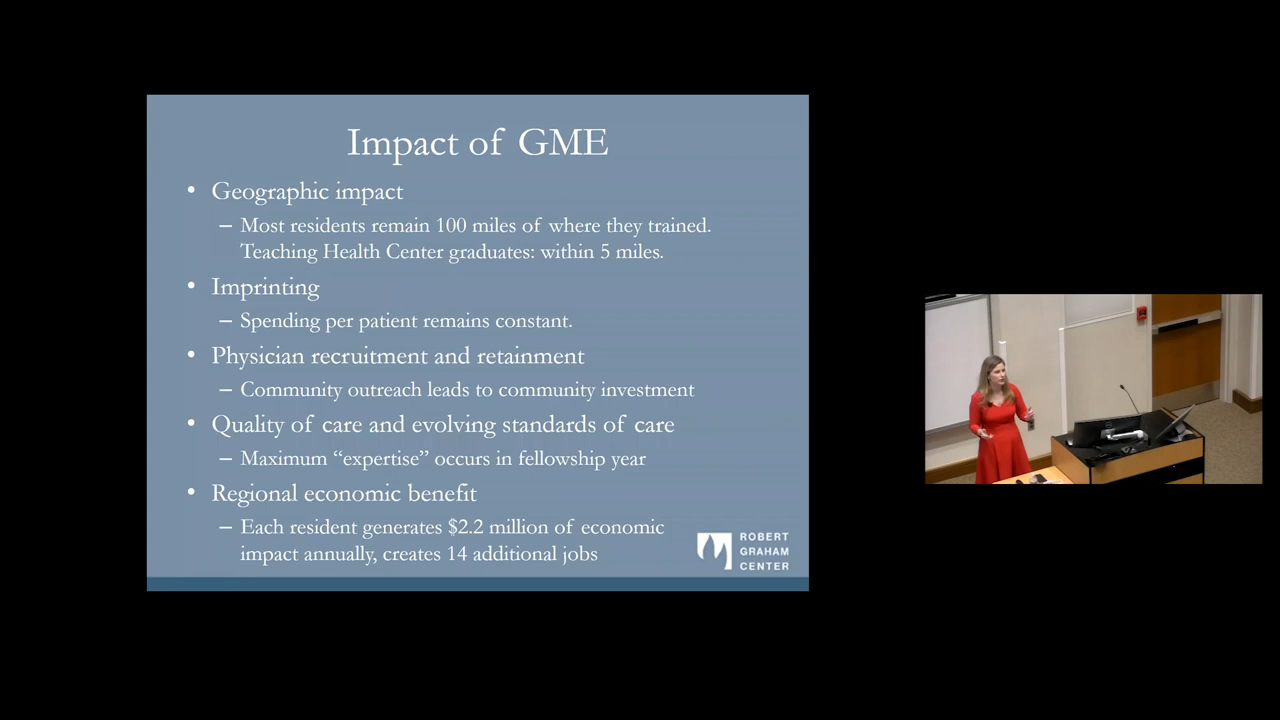 Impact of GME
• Geographic impact
– Most residents remain 100 miles of where they trained.
Teaching Health Center graduates: within 5 miles.
• Imprinting
– Spending per patient remains constant.
• Physician recruitment and retainment
– Community outreach leads to community investment
• Quality of care and evolving standards of care
– Maximum “expertise” occurs in fellowship year
• Regional economic benefit
– Each resident generates $2.2 million of economic
impact annually, creates 14 additional jobs
ROBERT
GRAHAM
CENTER